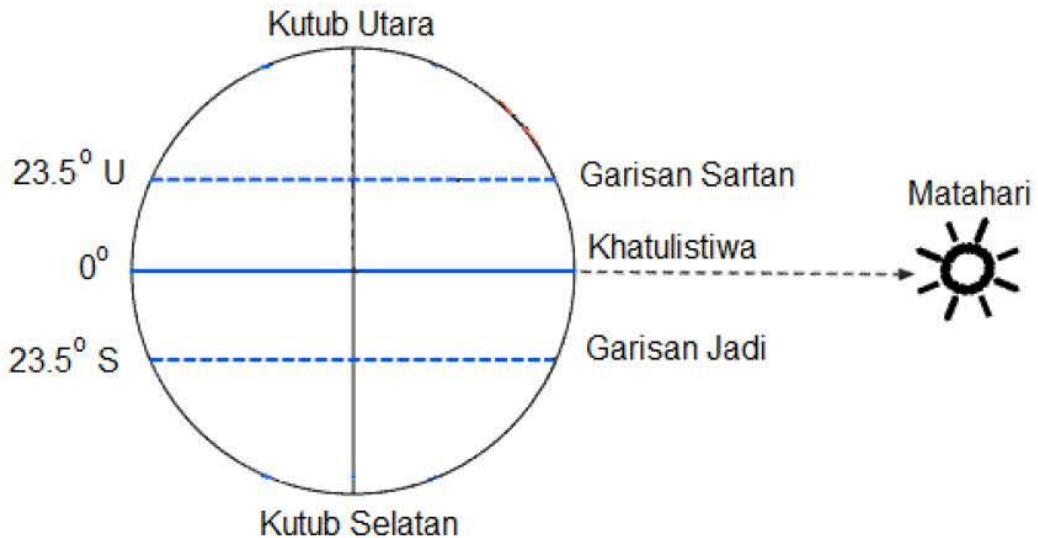 Kutub Utara
23.5° U
Garisan Sartan
Matahari
Khatulistiwa
0°
Garisan Jadi
23.5° S
Kutub Selatan